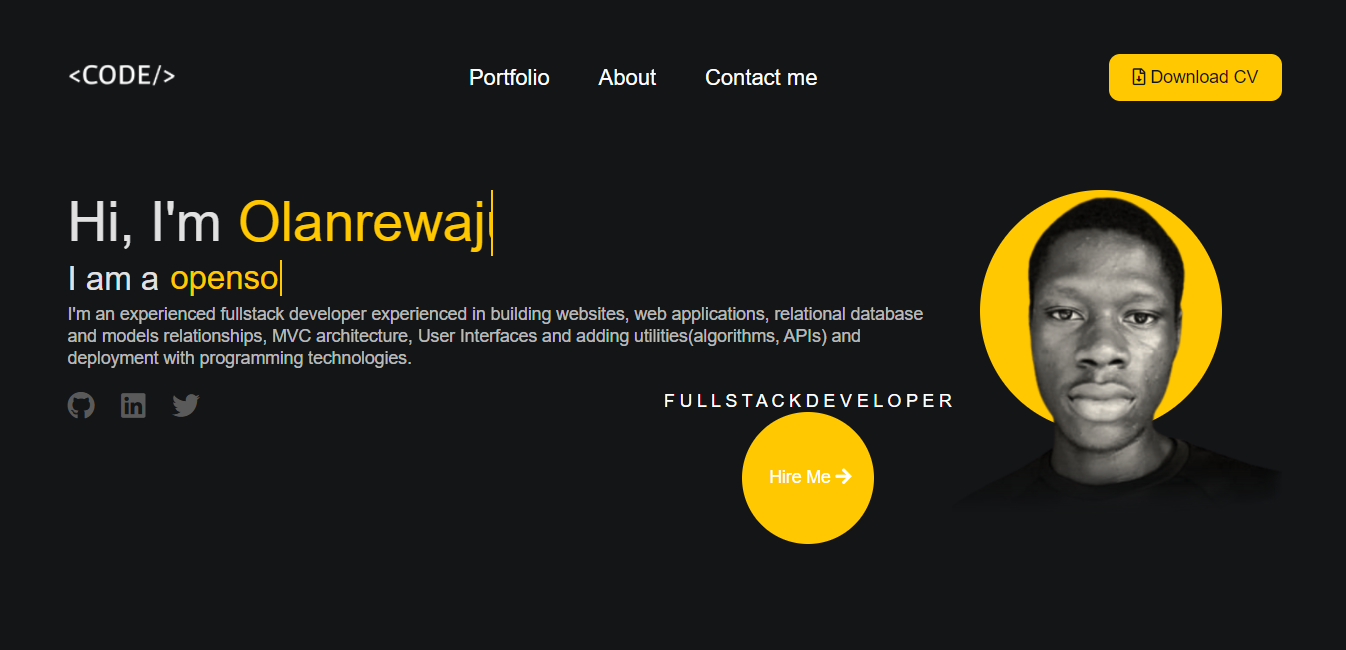 <CODE/>
Portfolio About Contact me
Download CV
Hi, I'm Olanrewaj
I am a openso
I'm an experienced fullstack developer experienced in building websites, web applications, relational database
and models relationships, MVC architecture, User Interfaces and adding utilities(algorithms, APIs) and
deployment with programming technologies.
FULLSTACKDEVELOPER
Hire Me